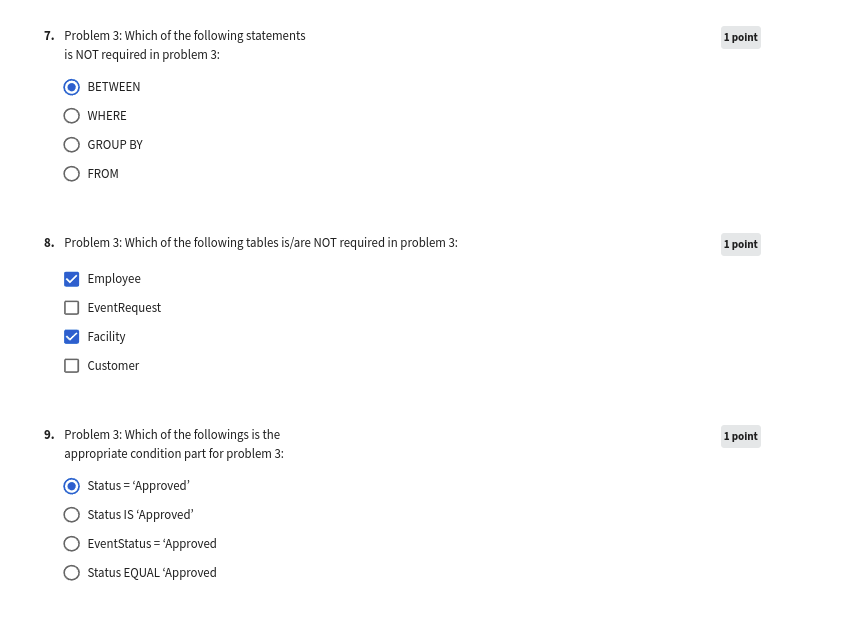 7. Problem 3: Which of the following statements 1 point
is NOT required in problem 3:
BETWEEN
WHERE
GROUP BY
FROM
8. Problem 3: Which of the following tables is/are NOT required in problem 3: 1 point
Employee
EventRequest
Facility
Customer
9. Problem 3: Which of the followings is the 1 point
appropriate condition part for problem 3:
Status = ‘Approved’
Status IS ‘Approved’
EventStatus = ‘Approved
Status EQUAL ‘Approved